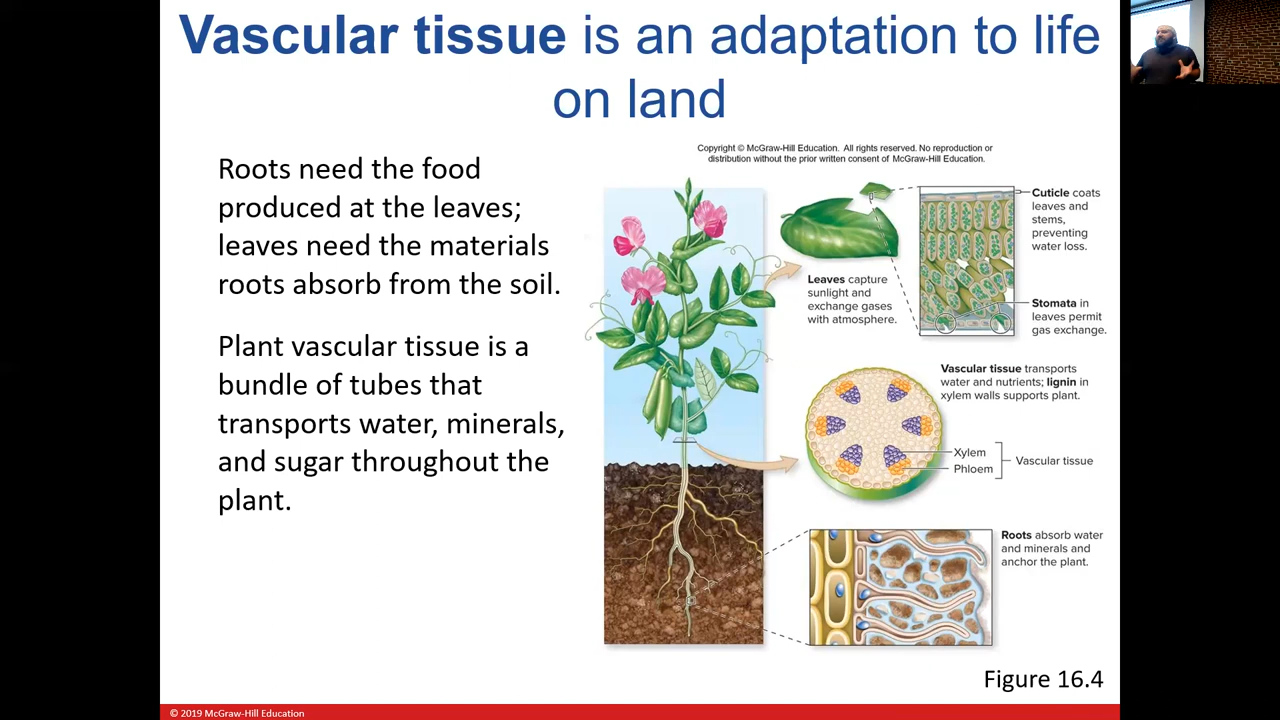 Vascular tissue is an adaptation to life
on land
Roots need the food
produced at the leaves;
leaves need the materials
roots absorb from the soil.
Plant vascular tissue is a
bundle of tubes that
transports water, minerals,
and sugar throughout the
plant.
Copyright © McGraw-Hill Education. All rights reserved. No reproduction or
distribution without the prior written consent of McGraw-Hill Education.
Leaves capture
sunlight and
exchange gases
with atmosphere.
Cuticle coats
leaves and
stems,
preventing
water loss.
Stomata in
leaves permit
gas exchange.
Vascular tissue transports
water and nutrients; lignin in
xylem walls supports plant.
Xylem
Phloem
Vascular tissue
Roots absorb water
and minerals and
anchor the plant.
Figure 16.4
© 2019 McGraw-Hill Education